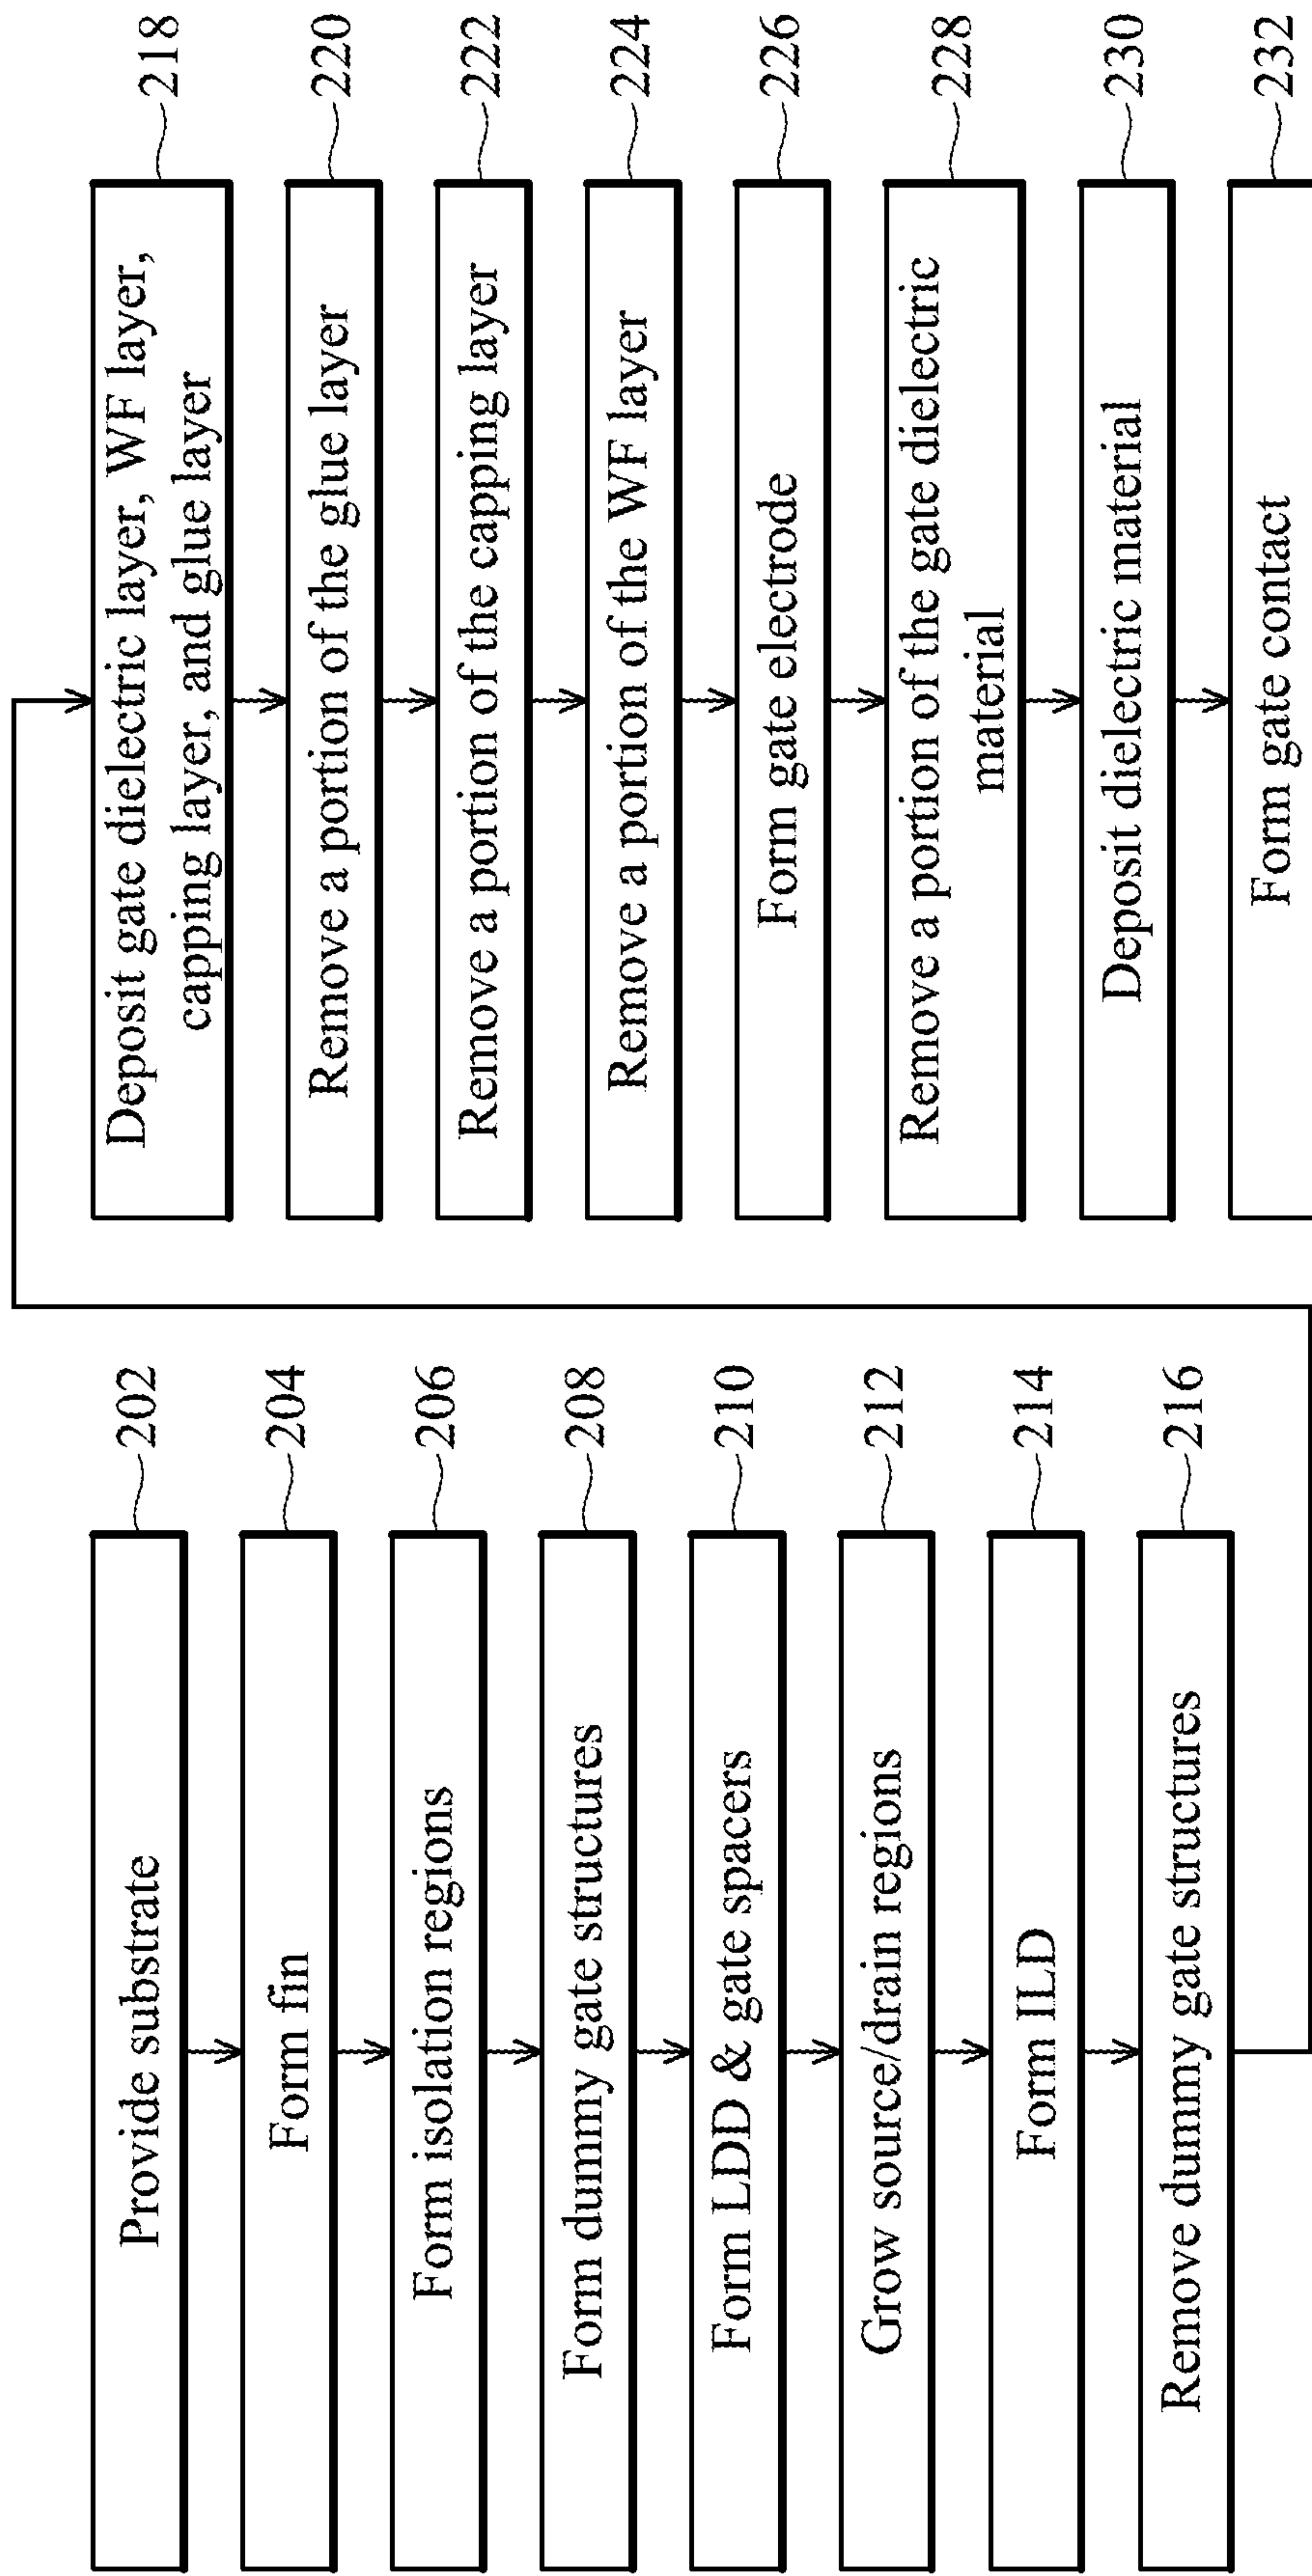 Provide substrate
202
Form fin
204
Form isolation regions
206
Form dummy gate structures
208
Form LDD & gate spacers
210
Grow source/drain regions
212
Form ILD
214
Remove dummy gate structures
216
Deposit gate dielectric layer, WF layer,
capping layer, and glue layer
218
Remove a portion of the glue layer
220
Remove a portion of the capping layer
222
Remove a portion of the WF layer
224
Form gate electrode
226
Remove a portion of the gate dielectric
material
228
Deposit dielectric material
230
Form gate contact
232